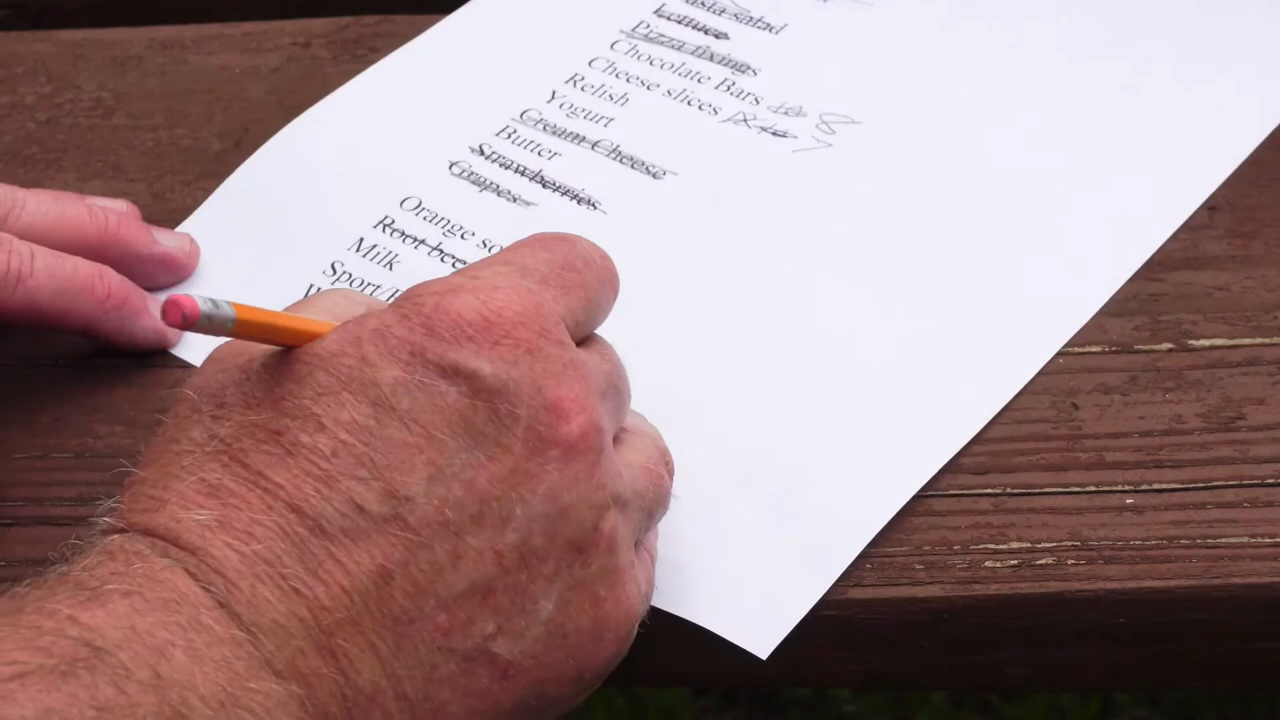 salad
Lettuce
Pizza fixings
Chocolate Bars 8
Cheese slices 7
Relish
Yogurt
Cream Cheese
Butter
Strawberries
Grapes
Orange
Root
Milk
Sport/